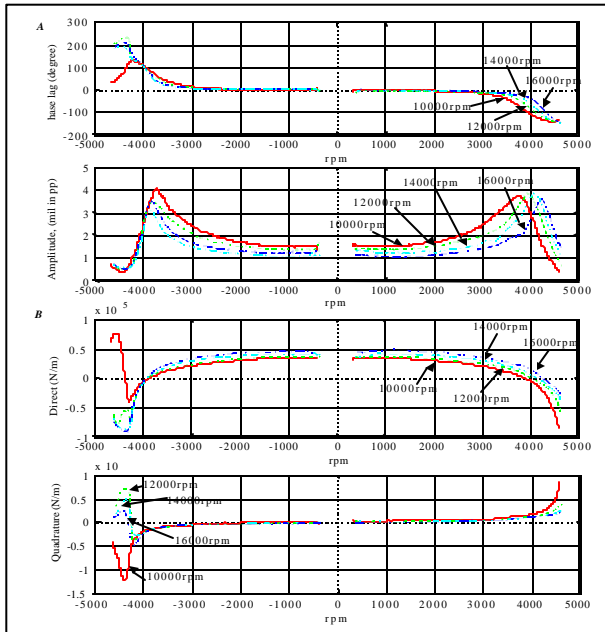 A
hase lag (degree)
300
200
100
0
-100
-200
14000rpm
16000rpm
10000rpm
12000rpm
-5000 -4000 -3000 -2000 -1000 0 1000 2000 3000 4000 5000
rpm
Amplitude, (mil in pp)
5
4
3
2
1
0
16000rpm
14000rpm
12000rpm
10000rpm
-5000 -4000 -3000 -2000 -1000 0 1000 2000 3000 4000 5000
rpm
B
x 10 5
Direct (N/m)
1
0.5
0
-0.5
-1
14000rpm
16000rpm
10000rpm
12000rpm
-5000 -4000 -3000 -2000 -1000 0 1000 2000 3000 4000 5000
rpm
x 10 5
Quadrature (N/m)
1
0.5
0
-0.5
-1
-1.5
12000rpm
14000rpm
16000rpm
10000rpm
-5000 -4000 -3000 -2000 -1000 0 1000 2000 3000 4000 5000
rpm